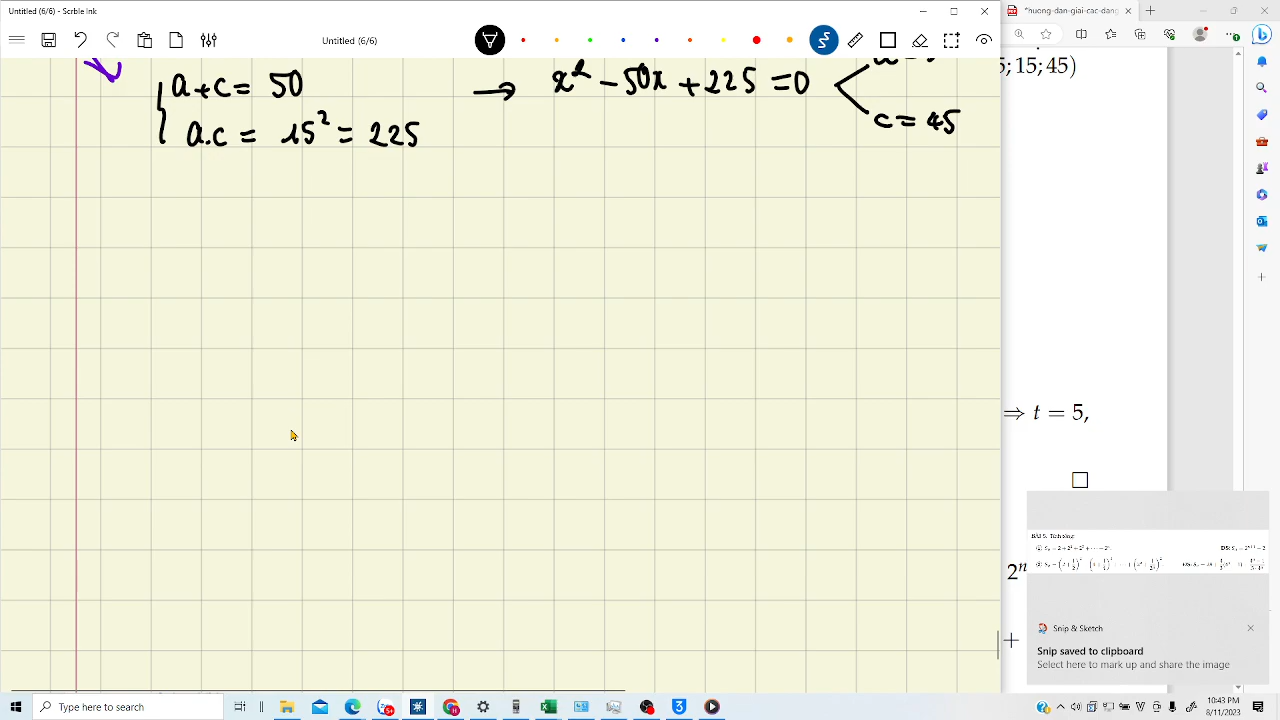 Untitled (6/6) - Scrble Ink
"huong-dan-giai-cac-dang
Untitled (6/6)
a + c = 50
→ x² - 50x + 225 = 0
5; 15; 45)
a.c = 15² = 225
c = 45
⇒ t = 5,
2ⁿ
+
Snip & Sketch
Snip saved to clipboard
Select here to mark up and share the image
Type here to search
10:43 PM
8/11/2023